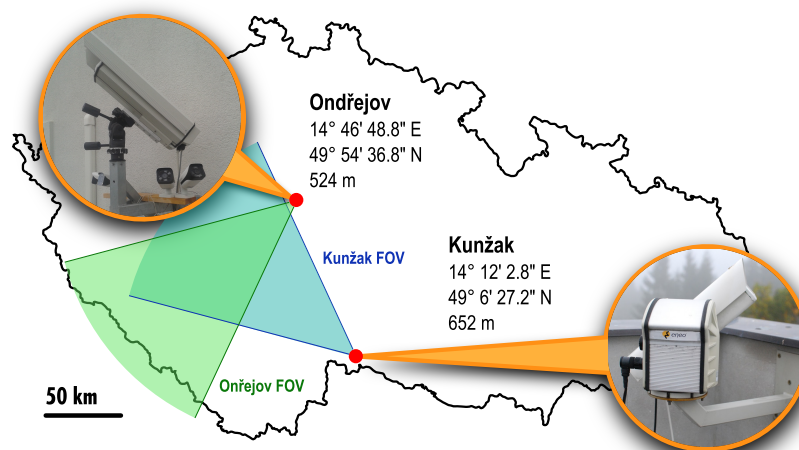 Ondřejov
14° 46' 48.8" E
49° 54' 36.8" N
524 m
Kunžak FOV
Kunžak
14° 12' 2.8" E
49° 6' 27.2" N
652 m
eneo
Onřejov FOV
50 km